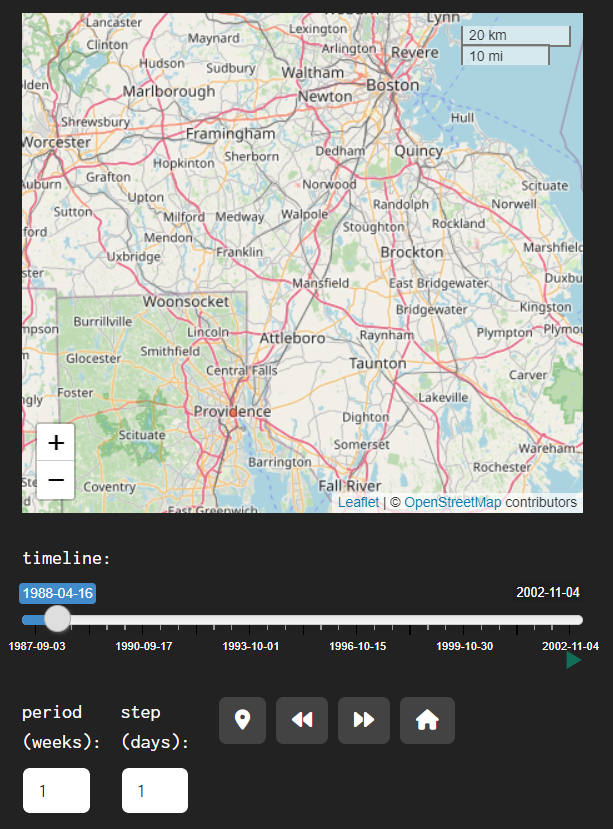 Lancaster
Lynn
Clinton
Maynard
Lexington
20 km
Arlington
Revere
10 mi
Hudson
Sudbury
Waltham
Boston
Marlborough
Newton
Shrewsbury
Hull
Framingham
Worcester
Dedham
Quincy
Hopkinton
Sherborn
Grafton
Norwood
Scituate
Auburn
Upton
Randolph
Norwell
Sutton
Milford
Medway
Walpole
Rockland
Stoughton
Mendon
Marshfield
Uxbridge
Franklin
Brockton
Mansfield
East Bridgewater
Duxbu
Woonsocket
Bridgewater
Kingston
Burrillville
Lincoln
Attleboro
Raynham
Plympton
Plymou
Smithfield
Glocester
Taunton
Central Falls
Carver
Foster
Lakeville
Providence
Dighton
Scituate
Somerset
Wareham
Barrington
Rochester
Coventry
Fall River
East Greenwich
+
−
Leaflet | © OpenStreetMap contributors
timeline:
1988-04-16
2002-11-04
1987-09-03 1990-09-17 1993-10-01 1996-10-15 1999-10-30 2002-11-04
period (weeks):
step (days):
1
1